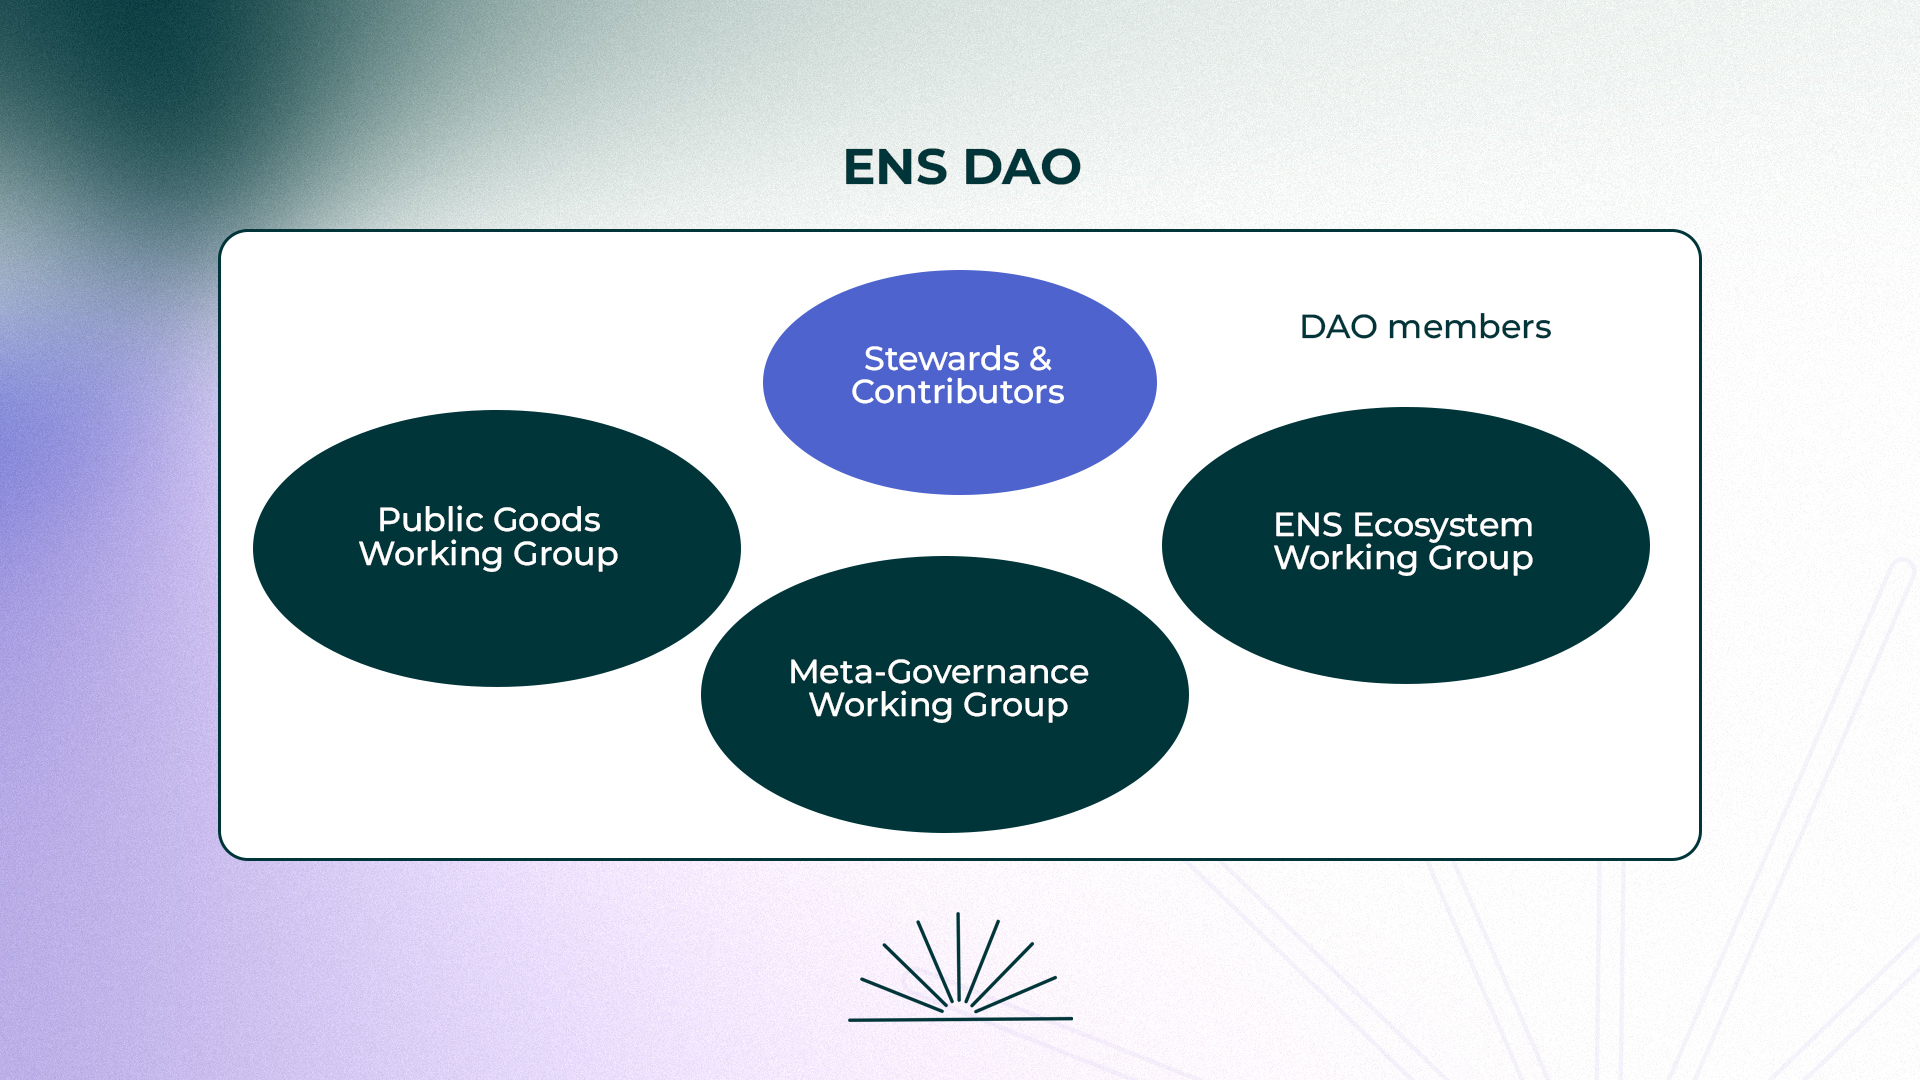 ENS DAO
Stewards &
Contributors
DAO members
Public Goods
Working Group
ENS Ecosystem
Working Group
Meta-Governance
Working Group